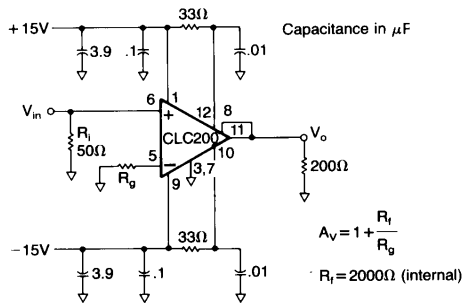 33Ω
+15V
Capacitance in μF
3.9
.1
.01
1
12
8
V_in
6
+
CLC200
11
V_o
R_i
50Ω
5
−
10
3,7
200Ω
R_g
9
A_V = 1 + R_f / R_g
33Ω
−15V
3.9
.1
.01
R_f = 2000Ω (internal)